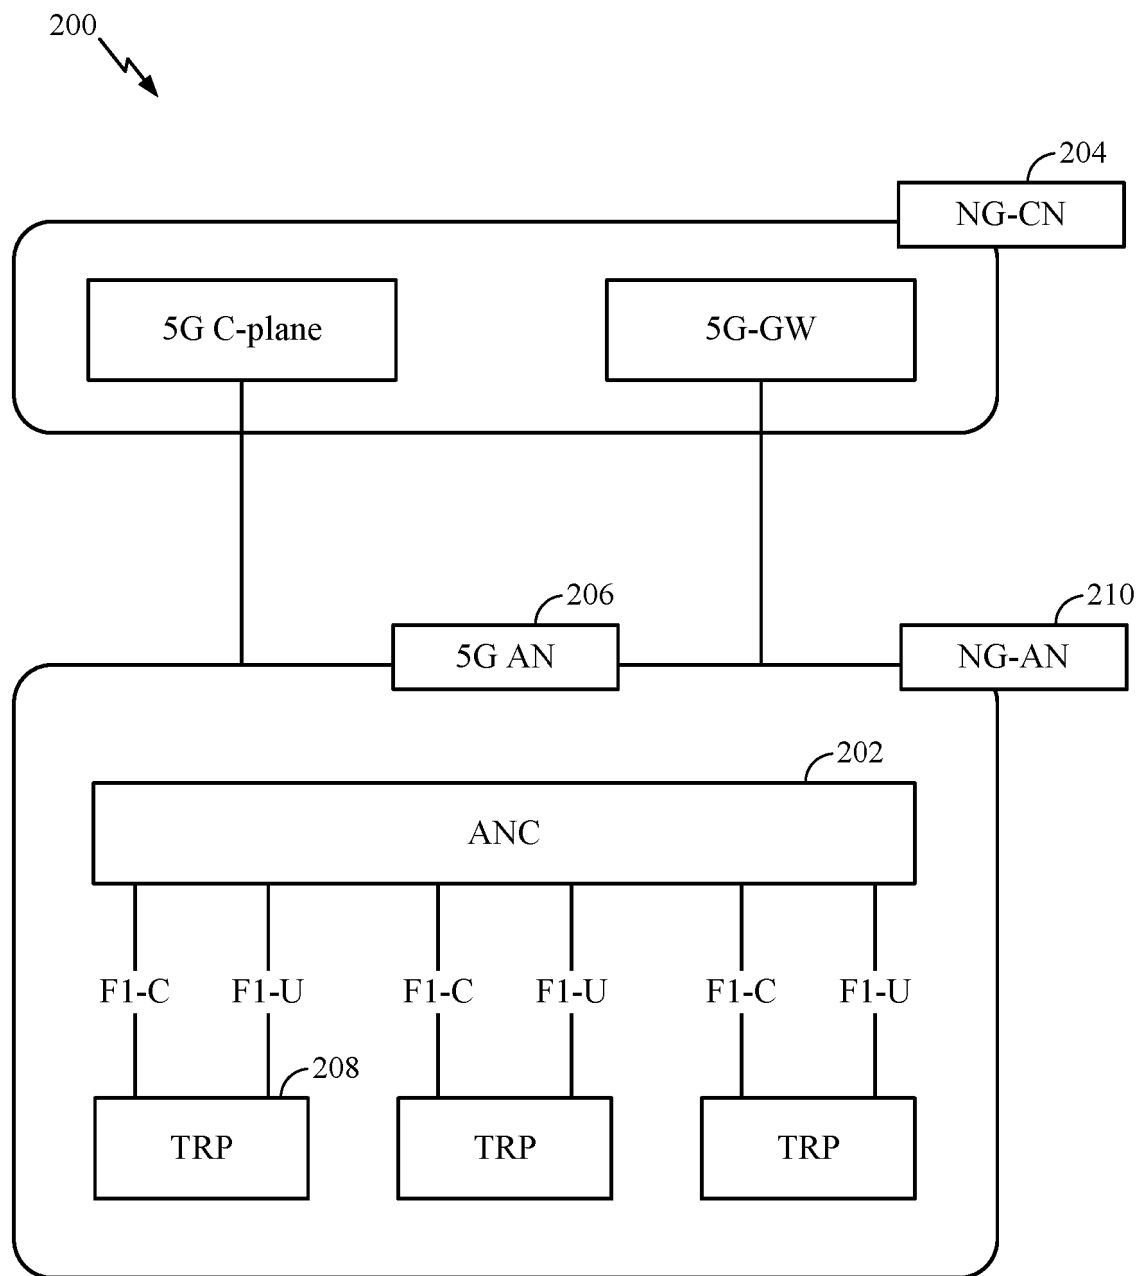 200
204
NG-CN
5G C-plane
5G-GW
206
210
5G AN
NG-AN
202
ANC
F1-C F1-U F1-C F1-U F1-C F1-U
208
TRP TRP TRP